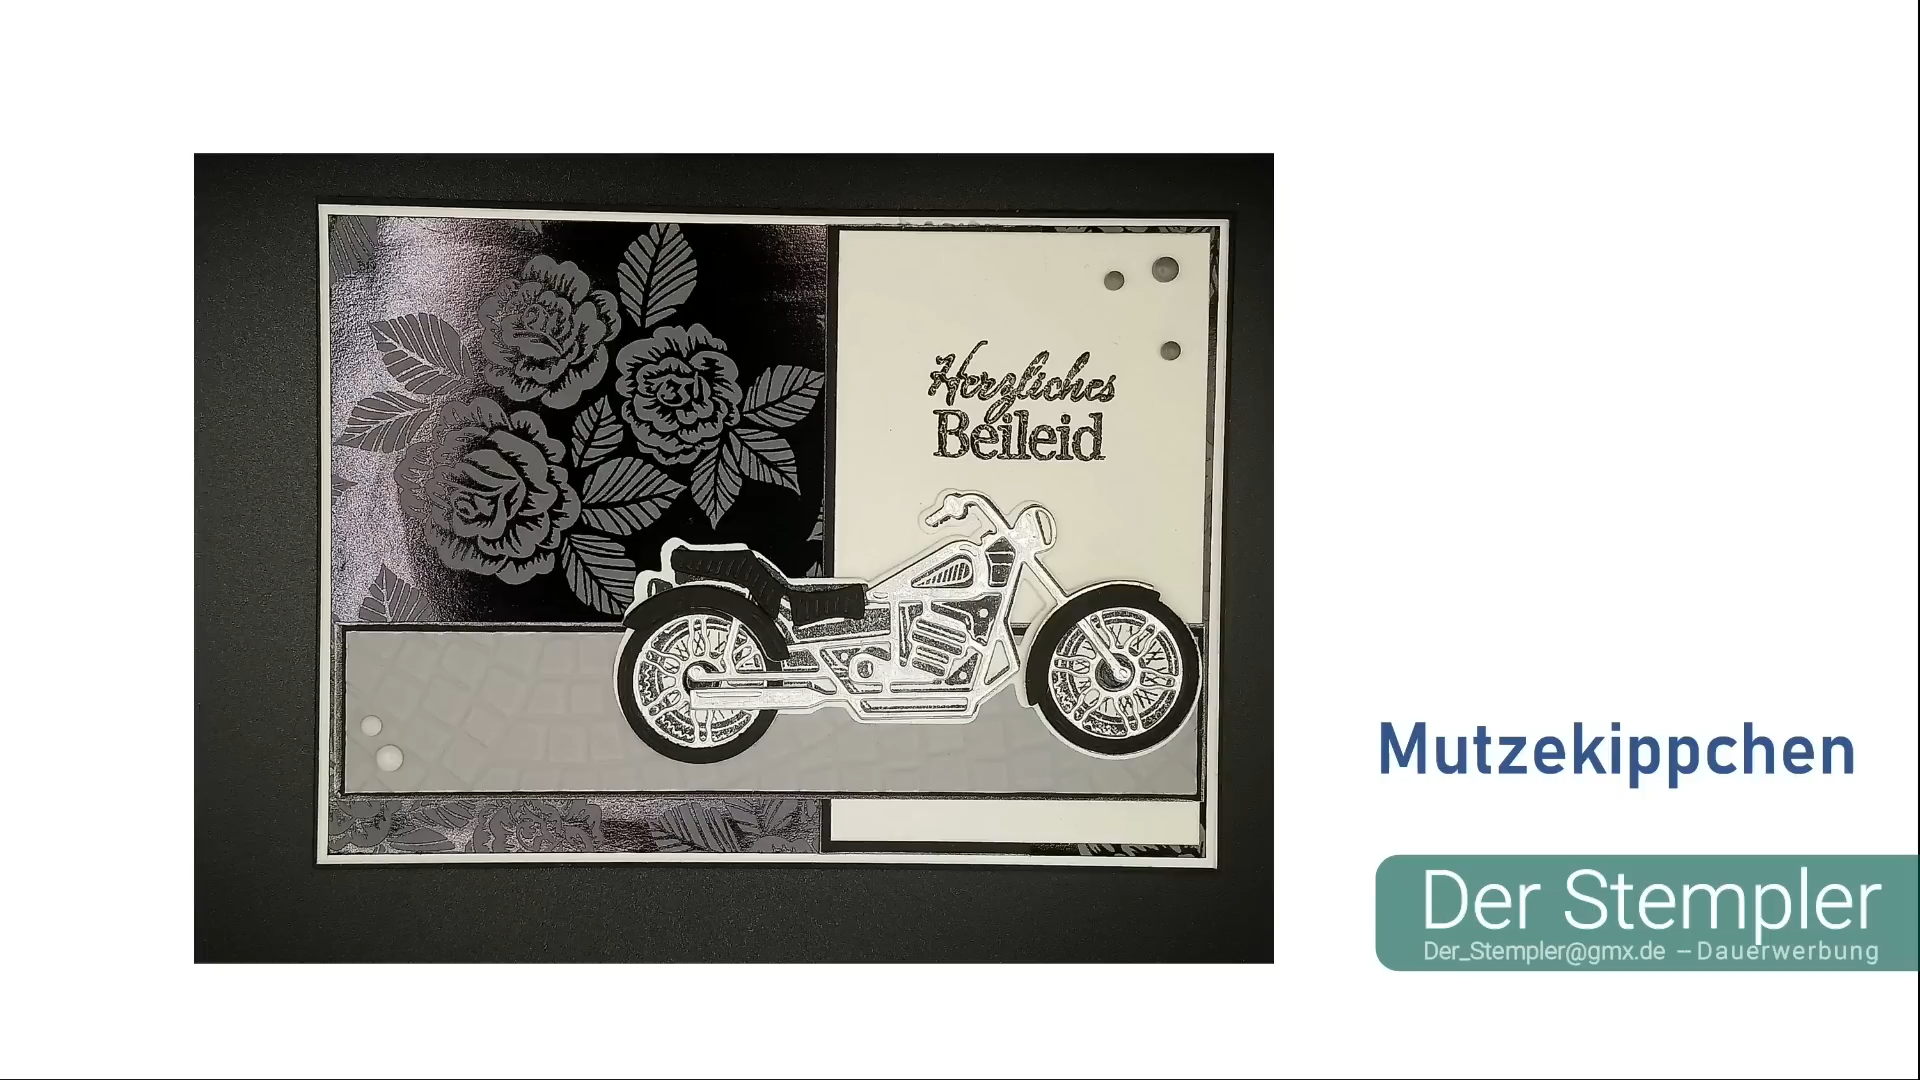 Herzliches
Beileid
Mutzekippchen
Der Stempler
Der_Stempler@gmx.de – Dauerwerbung